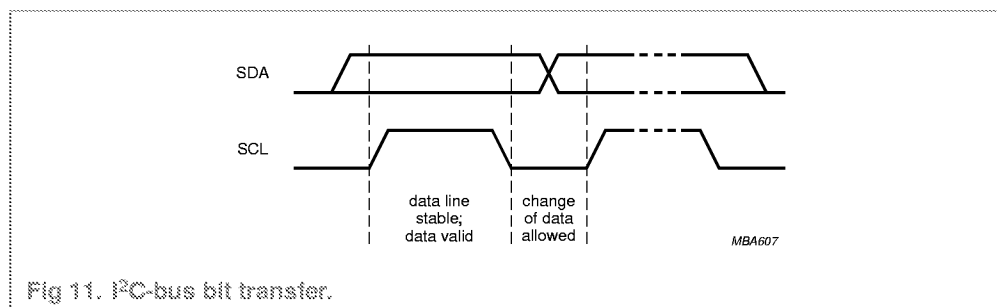 SDA
SCL
data line
stable;
data valid
change
of data
allowed
MBA607
Fig 11. I²C-bus bit transfer.